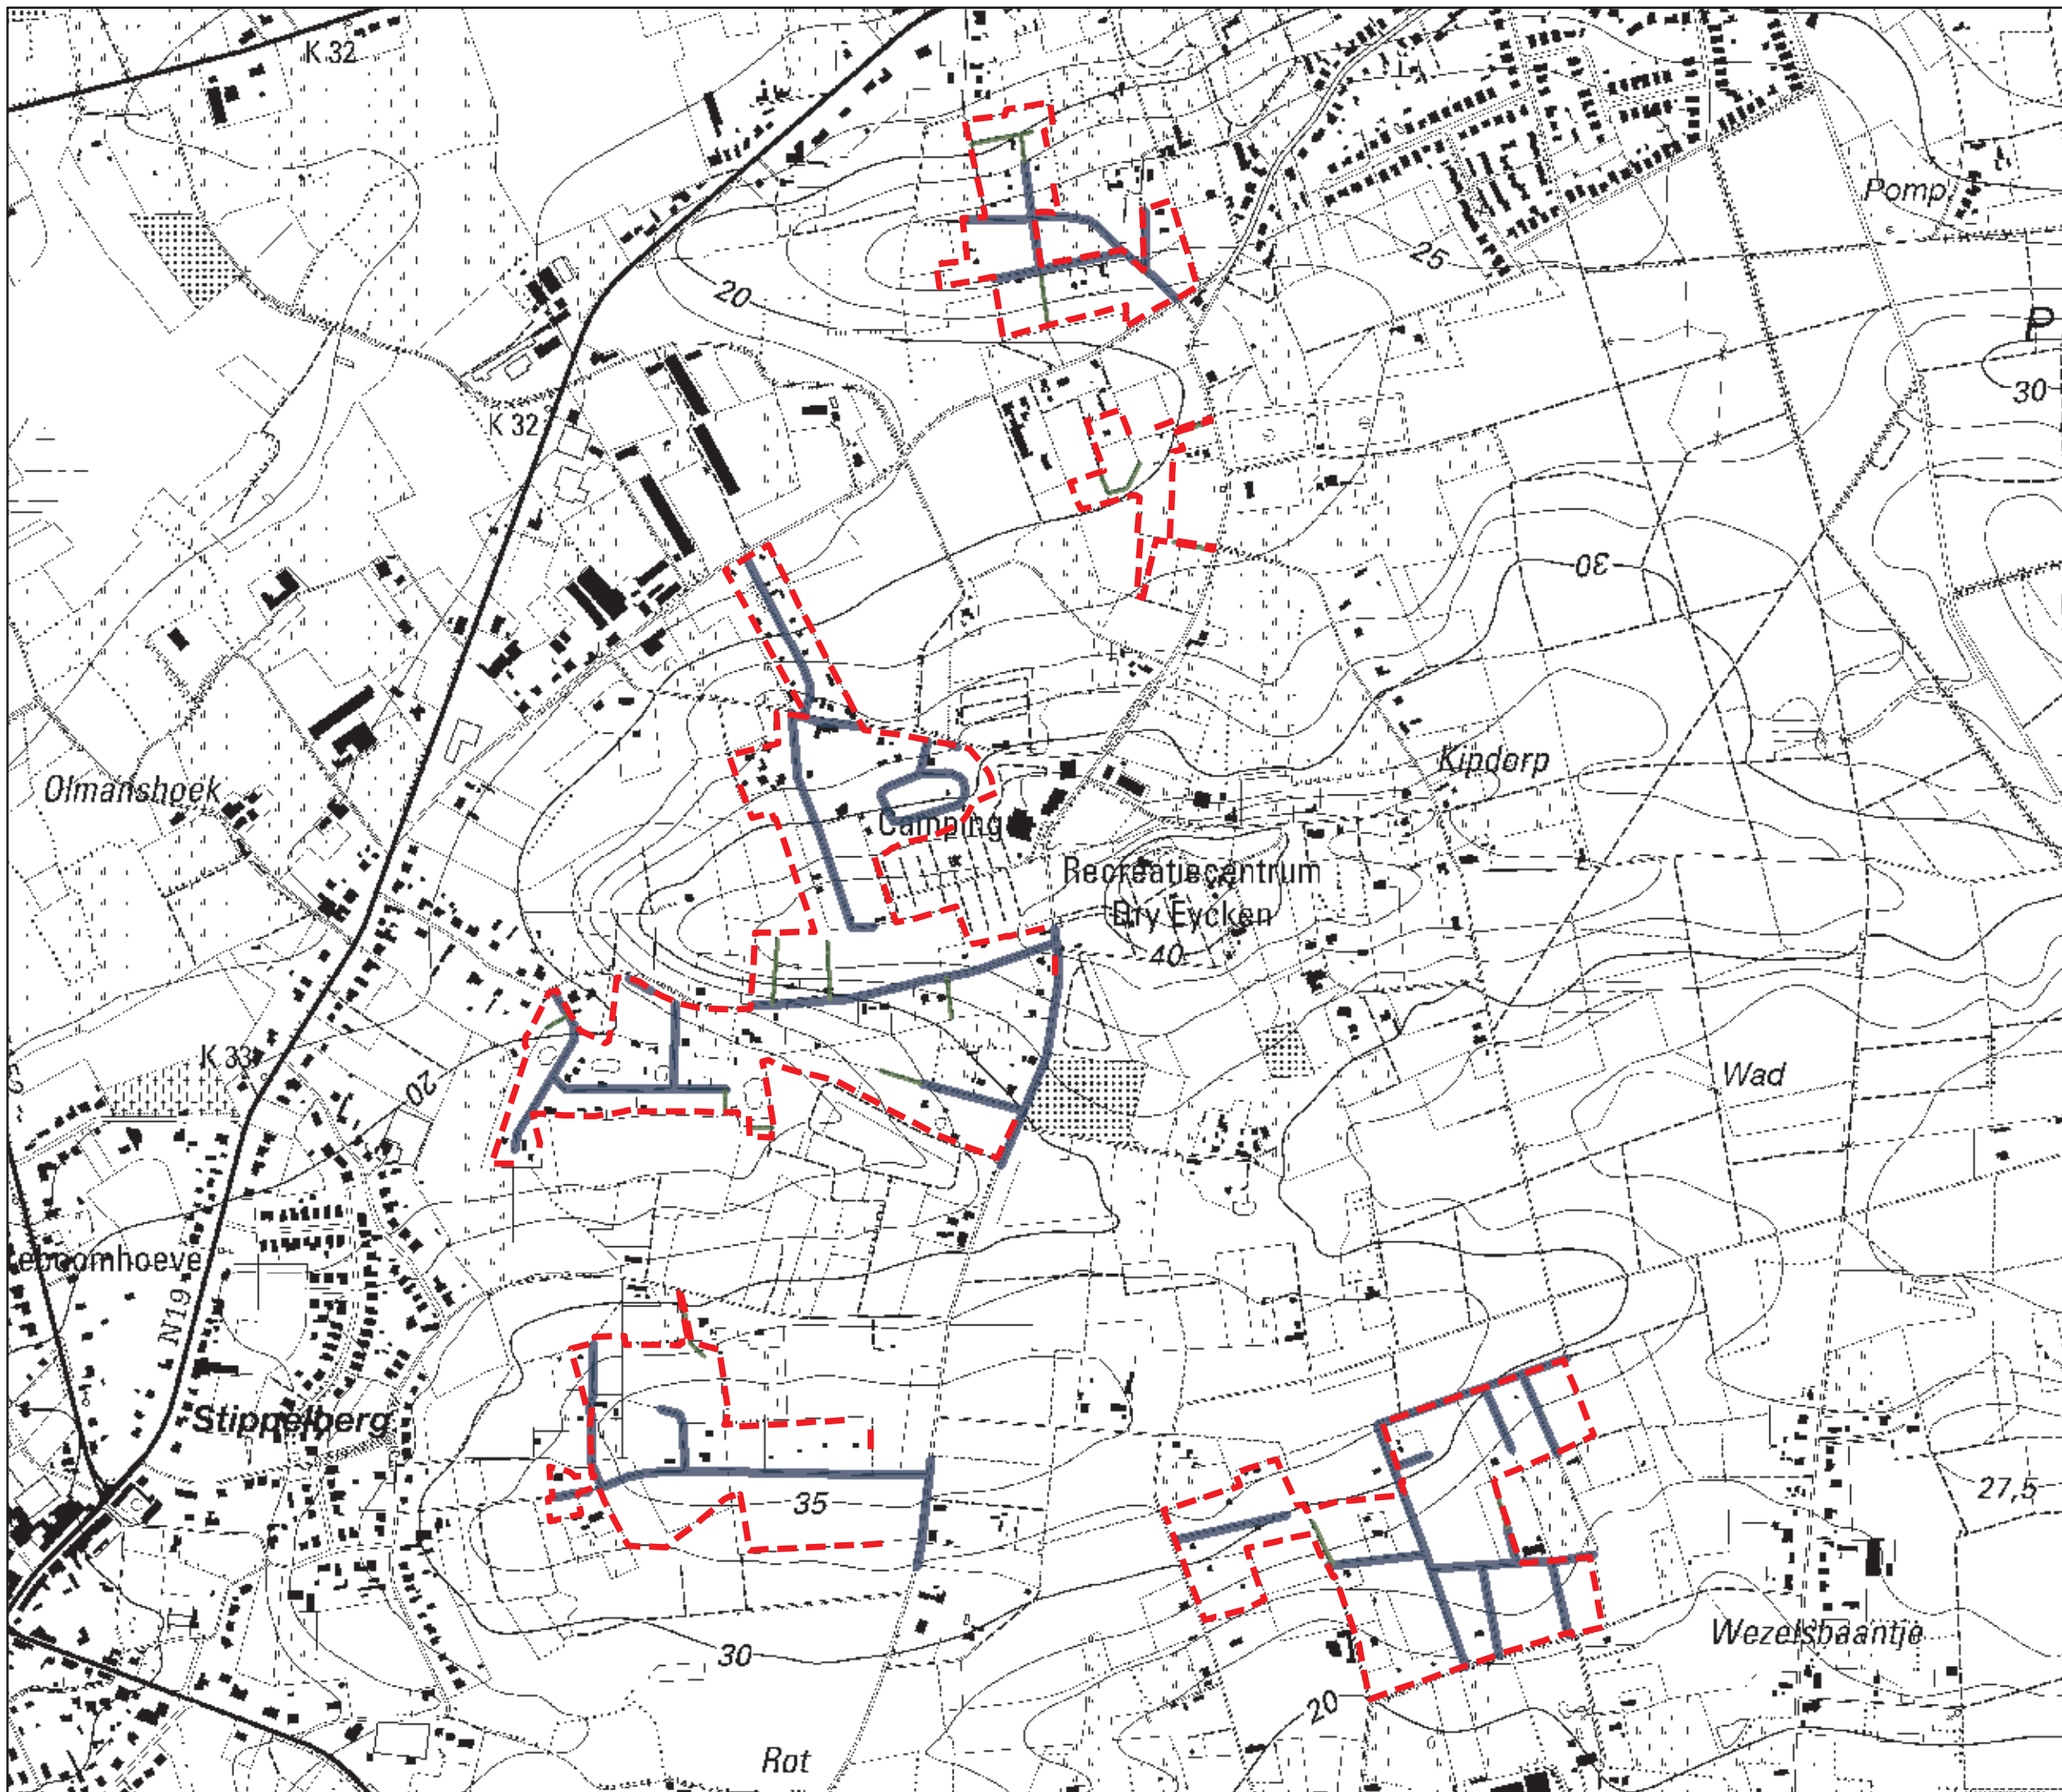 K 32
Pomp
25
20
P
30
K 32
30
Kipdorp
Olmanshoek
Camping
Recreatiecentrum
Dry Eycken
40
K 33
20
Wad
eboomhoeve
N19
Stippelberg
35
27,5
30
Wezelsbaantje
20
Rot